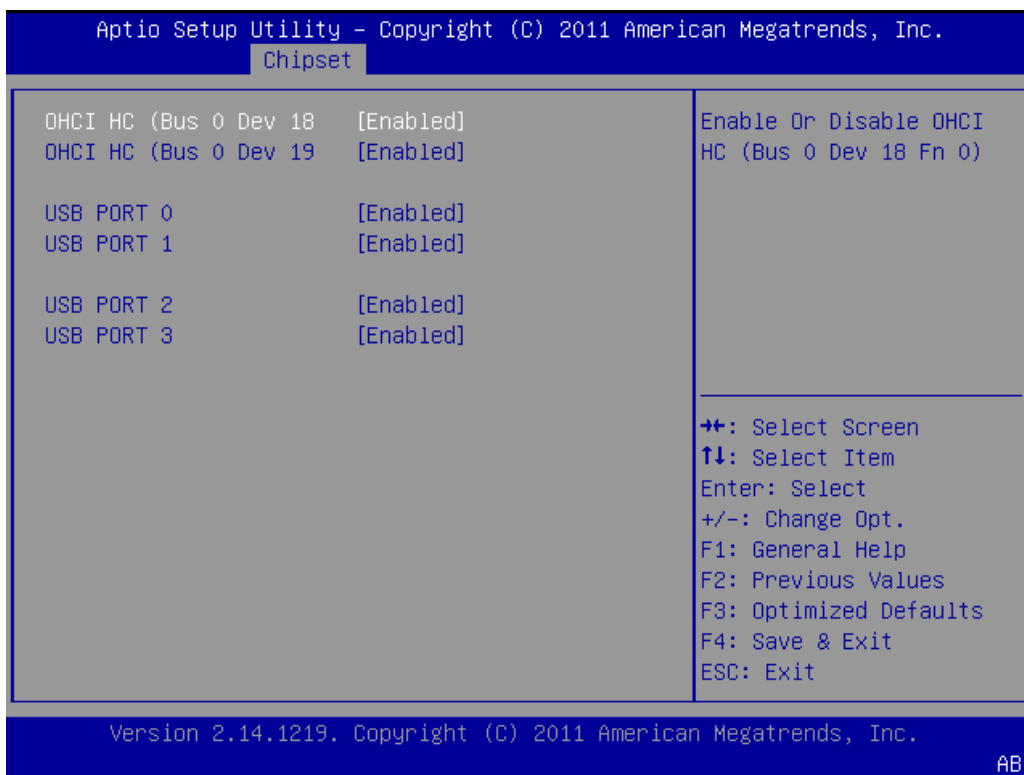 Aptio Setup Utility – Copyright (C) 2011 American Megatrends, Inc.
Chipset
OHCI HC (Bus 0 Dev 18 [Enabled]
OHCI HC (Bus 0 Dev 19 [Enabled]
USB PORT 0 [Enabled]
USB PORT 1 [Enabled]
USB PORT 2 [Enabled]
USB PORT 3 [Enabled]
Enable Or Disable OHCI
HC (Bus 0 Dev 18 Fn 0)
→←: Select Screen
↑↓: Select Item
Enter: Select
+/-: Change Opt.
F1: General Help
F2: Previous Values
F3: Optimized Defaults
F4: Save & Exit
ESC: Exit
Version 2.14.1219. Copyright (C) 2011 American Megatrends, Inc.
AB